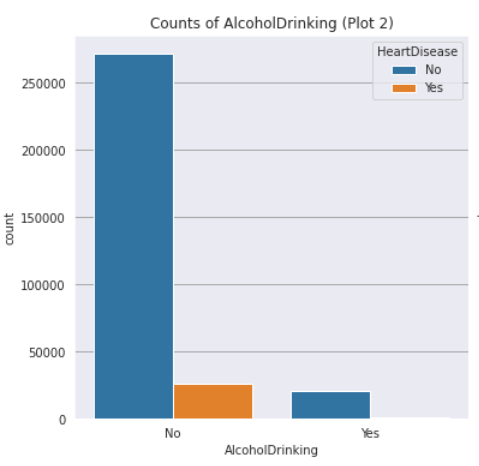 Counts of AlcoholDrinking (Plot 2)
HeartDisease
No
Yes
250000
200000
150000
100000
50000
0
count
No Yes
AlcoholDrinking